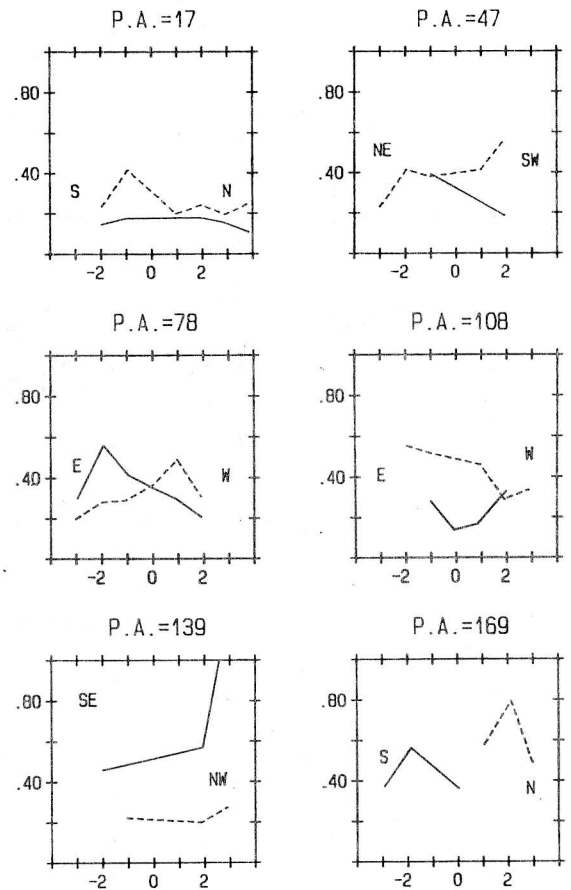 P.A.=17
.80
.40
S
N
-2 0 2
P.A.=47
.80
.40
NE
SW
-2 0 2
P.A.=78
.80
.40
E
W
-2 0 2
P.A.=108
.80
.40
E
W
-2 0 2
P.A.=139
.80
.40
SE
NW
-2 0 2
P.A.=169
.80
.40
S
N
-2 0 2